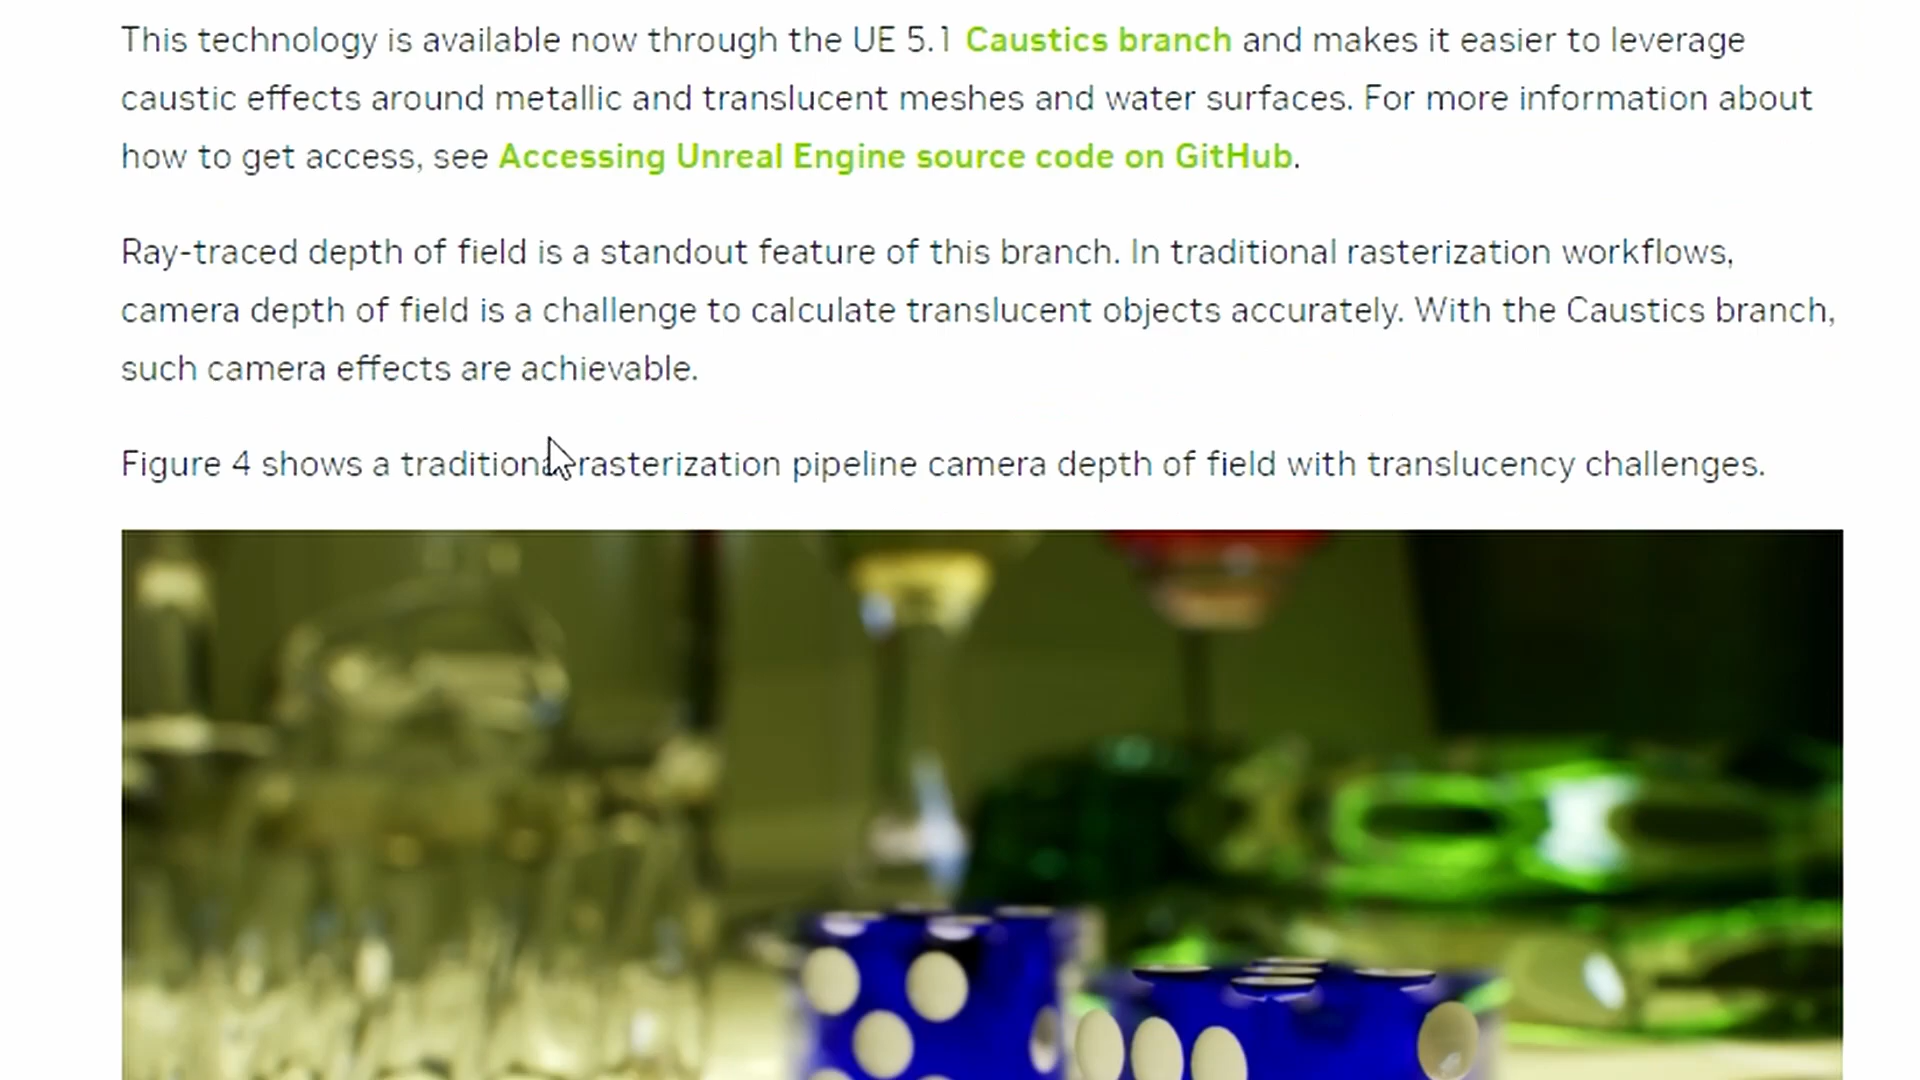 This technology is available now through the UE 5.1 Caustics branch and makes it easier to leverage
caustic effects around metallic and translucent meshes and water surfaces. For more information about
how to get access, see Accessing Unreal Engine source code on GitHub.
Ray-traced depth of field is a standout feature of this branch. In traditional rasterization workflows,
camera depth of field is a challenge to calculate translucent objects accurately. With the Caustics branch,
such camera effects are achievable.
Figure 4 shows a traditional rasterization pipeline camera depth of field with translucency challenges.